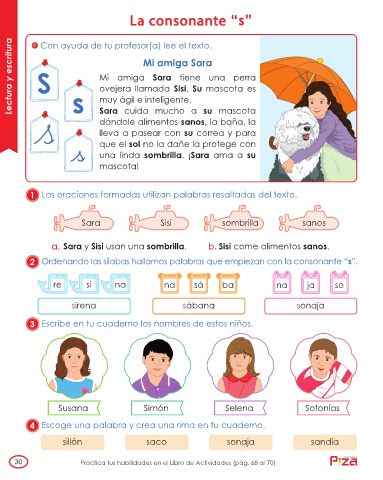 La consonante “s”
Lectura y escritura
Con ayuda de tu profesor(a) lee el texto.
Mi amiga Sara
S
s
S
s
Mi amiga Sara tiene una perra
ovejera llamada Sisi. Su mascota es
muy ágil e inteligente.
Sara cuida mucho a su mascota
dándole alimentos sanos, la baña, la
lleva a pasear con su correa y para
que el sol no la dañe la protege con
una linda sombrilla. ¡Sara ama a su
mascota!
1 Las oraciones formadas utilizan palabras resaltadas del texto.
Sara Sisi sombrilla sanos
a. Sara y Sisi usan una sombrilla. b. Sisi come alimentos sanos.
2 Ordenando las sílabas hallamos palabras que empiezan con la consonante “s”.
re si na na sá ba na ja so
sirena sábana sonaja
3 Escribe en tu cuaderno los nombres de estos niños.
Susana Simón Selena Sofonías
4 Escoge una palabra y crea una rima en tu cuaderno.
sillón saco sonaja sandía
30 Practica tus habilidades en el Libro de Actividades (pág. 68 al 70)